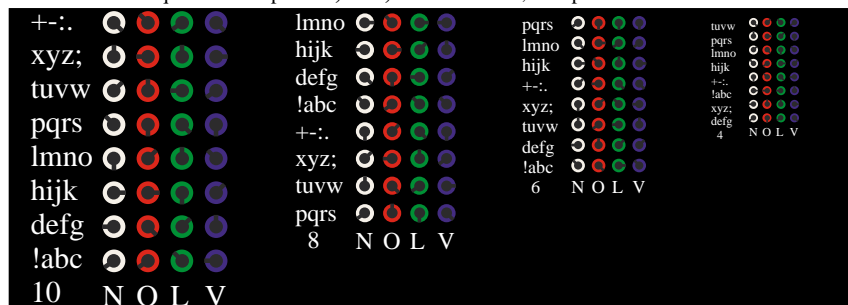 +-:.
xyz;
tuvw
pqrs
lmno
hijk
defg
!abc
10 N O L V
lmno
hijk
defg
!abc
+-:.
xyz;
tuvw
pqrs
8 N O L V
pqrs
lmno
hijk
+-:.
xyz;
tuvw
defg
!abc
6 N O L V
tuvw
pqrs
lmno
hijk
+-:.
!abc
xyz;
defg
4 N O L V